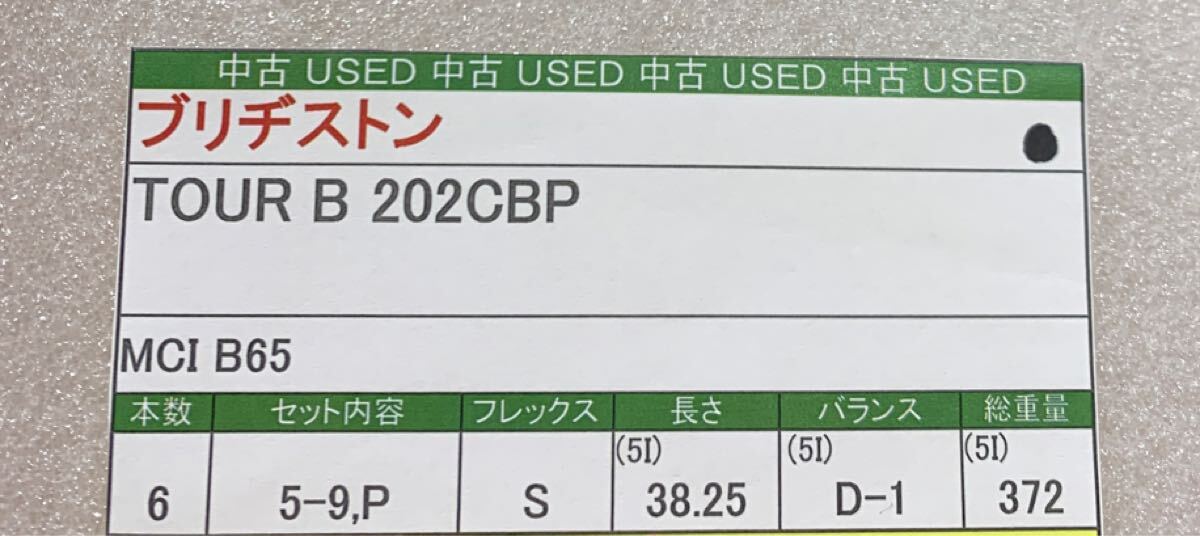 中古 USED 中古 USED 中古 USED 中古 USED
ブリヂストン
TOUR B 202CBP
MCI B65
本数 セット内容 フレックス 長さ バランス 総重量
(5I) (5I) (5I)
6 5-9,P S 38.25 D-1 372